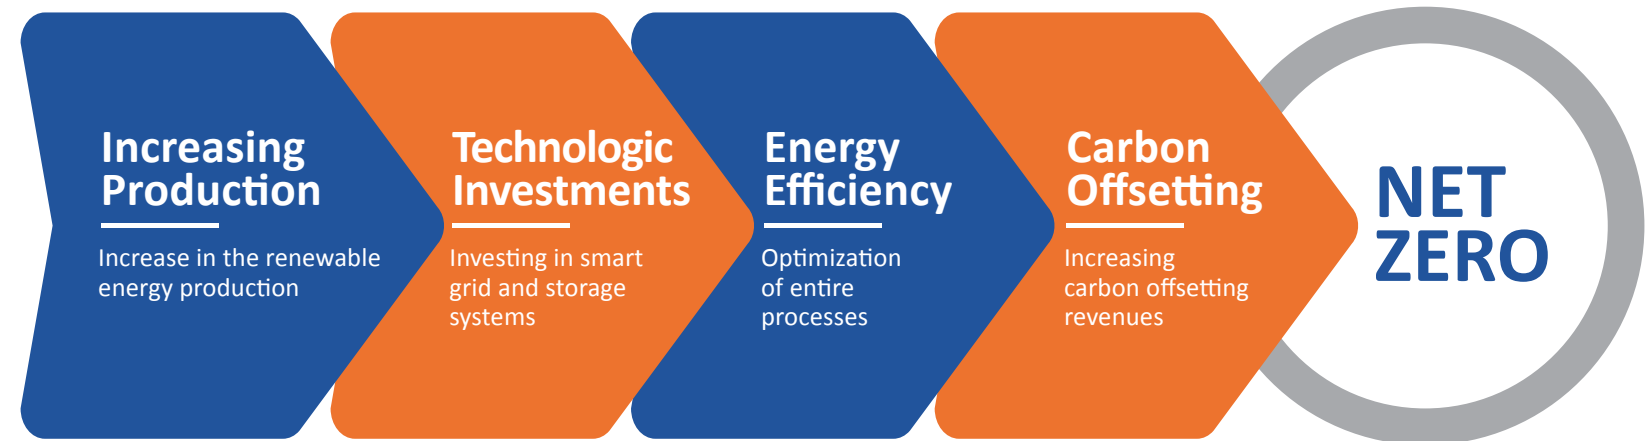 Increasing
Production
Increase in the renewable
energy production
Technologic
Investments
Investing in smart
grid and storage
systems
Energy
Efficiency
Optimization
of entire
processes
Carbon
Offsetting
Increasing
carbon offsetting
revenues
NET
ZERO